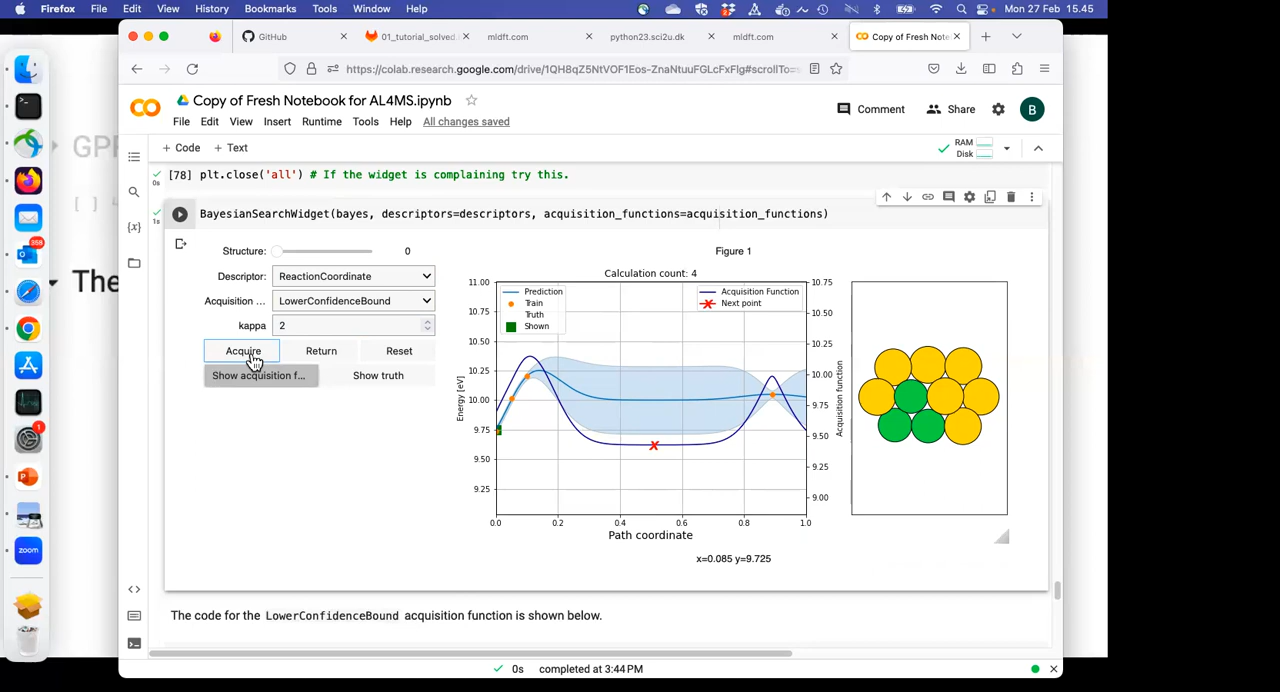 Firefox File Edit View History Bookmarks Tools Window Help
Mon 27 Feb 15.45
GitHub
01_tutorial_solved.
mldft.com
python23.sci2u.dk
mldft.com
Copy of Fresh Note
https://colab.research.google.com/drive/1QH8qZ5NtVOF1Eos-ZnaNtuuFGLcFxFlg#scrollTo=
CO
Copy of Fresh Notebook for AL4MS.ipynb
Comment
Share
B
File Edit View Insert Runtime Tools Help All changes saved
+ Code + Text
RAM
Disk
GPR
[ ]
The
[78] plt.close('all') # If the widget is complaining try this.
0s
BayesianSearchWidget(bayes, descriptors=descriptors, acquisition_functions=acquisition_functions)
1s
{x}
Structure: 0
Descriptor: ReactionCoordinate
Acquisition ... LowerConfidenceBound
kappa 2
Acquire Return Reset
Show acquisition f... Show truth
Figure 1
Calculation count: 4
Prediction
Train
Truth
Shown
Acquisition Function
Next point
11.00
10.75
10.50
10.25
10.00
9.75
9.50
9.25
Energy [eV]
10.75
10.50
10.25
10.00
9.75
9.50
9.25
9.00
Acquisition function
0.0 0.2 0.4 0.6 0.8 1.0
Path coordinate
x=0.085 y=9.725
The code for the LowerConfidenceBound acquisition function is shown below.
0s completed at 3:44 PM
358
1
zoom